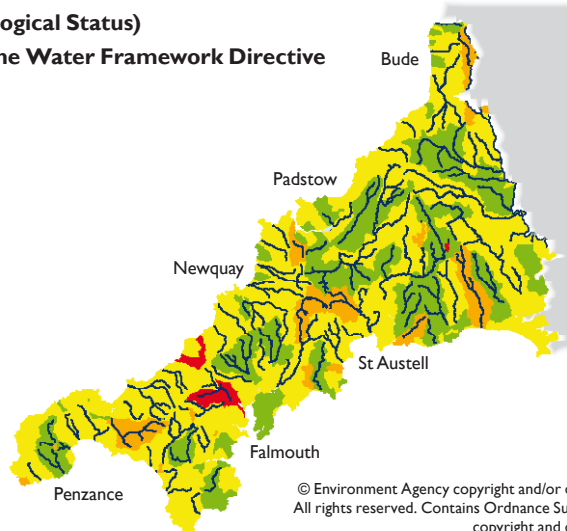 ogical Status)
ne Water Framework Directive
Bude
Padstow
Newquay
St Austell
Falmouth
Penzance
© Environment Agency copyright and/or
All rights reserved. Contains Ordnance Su
copyright and